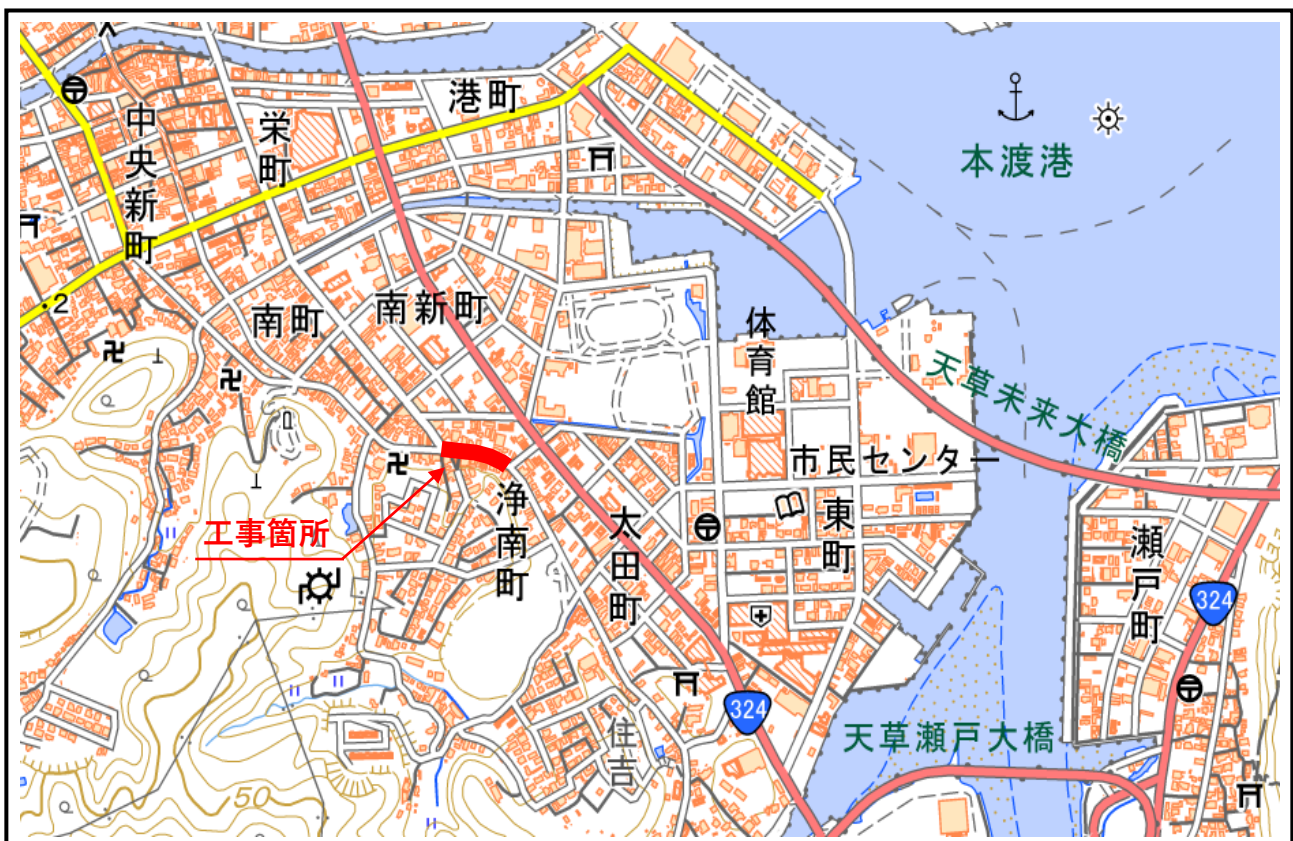 港町
栄町
中央新町
本渡港
2
南町
南新町
体育館
天草未来大橋
市民センター
工事箇所
浄南町
太田町
東町
瀬戸町
324
324
天草瀬戸大橋
住吉
50